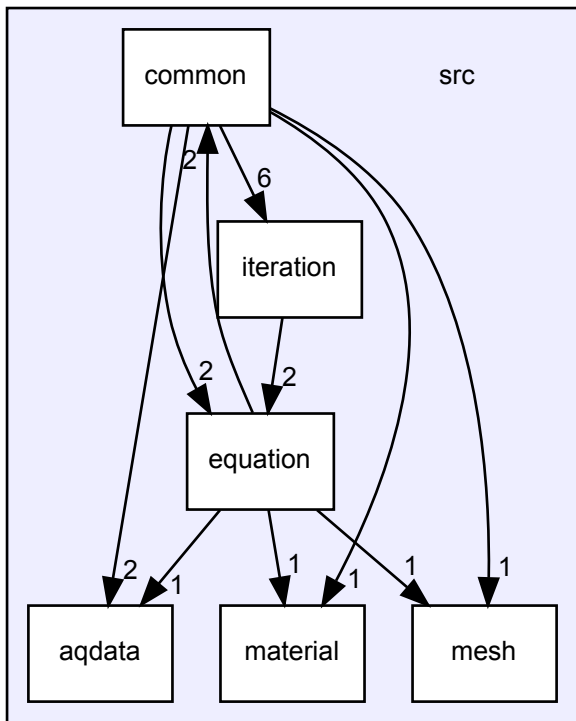 common
src
2
6
iteration
2
2
equation
1
1
2
1
1
1
aqdata
material
mesh